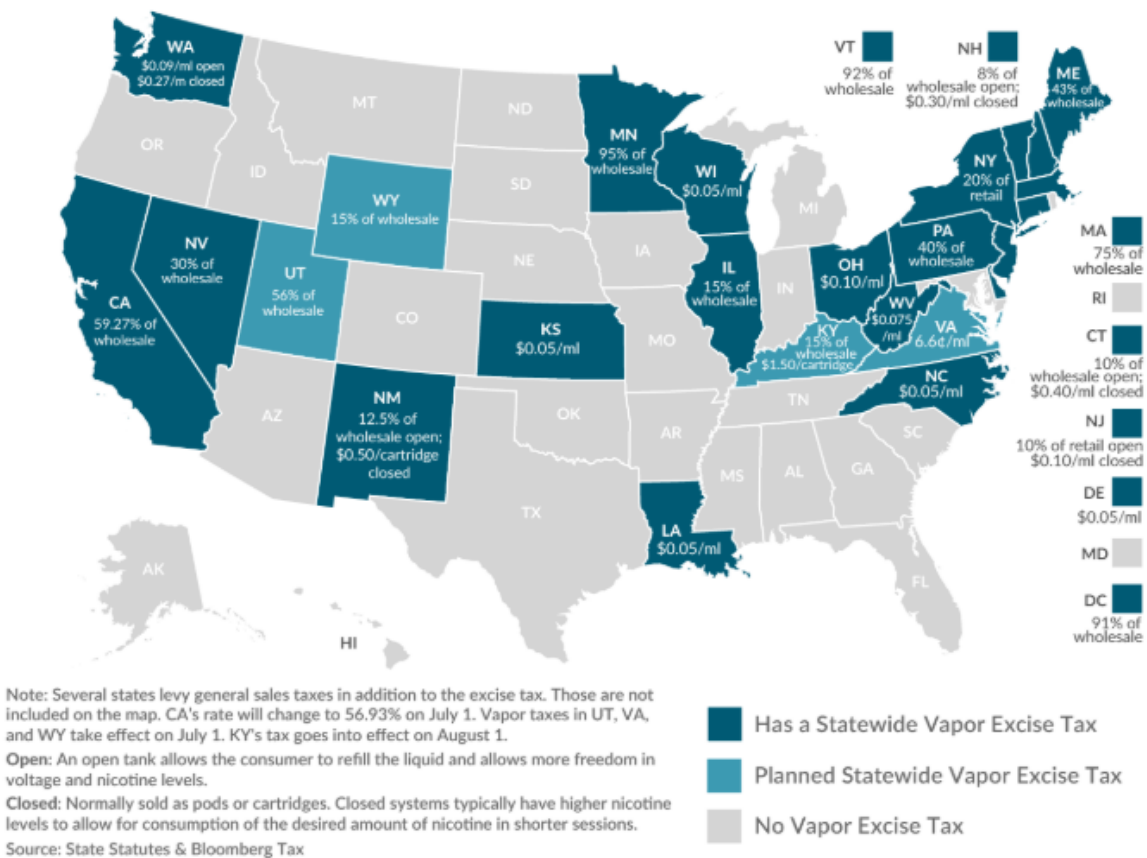 WA
$0.09/ml open
$0.27/m closed
MT
ND
OR
ID
SD
WY
15% of wholesale
MN
95% of
wholesale
WI
$0.05/ml
MI
VT
92% of
wholesale
NH
8% of
wholesale open;
$0.30/ml closed
ME
43% of
wholesale
NY
20% of
retail
NV
30% of
wholesale
UT
56% of
wholesale
CA
59.27% of
wholesale
NE
IA
CO
KS
$0.05/ml
MO
IL
15% of
wholesale
IN
OH
$0.10/ml
PA
40% of
wholesale
WV
$0.075
/ml
VA
6.6¢/ml
KY
15% of
wholesale
$1.50/cartridge
NC
$0.05/ml
TN
SC
AZ
NM
12.5% of
wholesale open;
$0.50/cartridge
closed
OK
AR
MS
AL
GA
TX
LA
$0.05/ml
FL
AK
HI
MA
75% of
wholesale
RI
CT
10% of
wholesale open;
$0.40/ml closed
NJ
10% of retail open
$0.10/ml closed
DE
$0.05/ml
MD
DC
91% of
wholesale
Note: Several states levy general sales taxes in addition to the excise tax. Those are not
included on the map. CA's rate will change to 56.93% on July 1. Vapor taxes in UT, VA,
and WY take effect on July 1. KY's tax goes into effect on August 1.
Open: An open tank allows the consumer to refill the liquid and allows more freedom in
voltage and nicotine levels.
Closed: Normally sold as pods or cartridges. Closed systems typically have higher nicotine
levels to allow for consumption of the desired amount of nicotine in shorter sessions.
Source: State Statutes & Bloomberg Tax
Has a Statewide Vapor Excise Tax
Planned Statewide Vapor Excise Tax
No Vapor Excise Tax